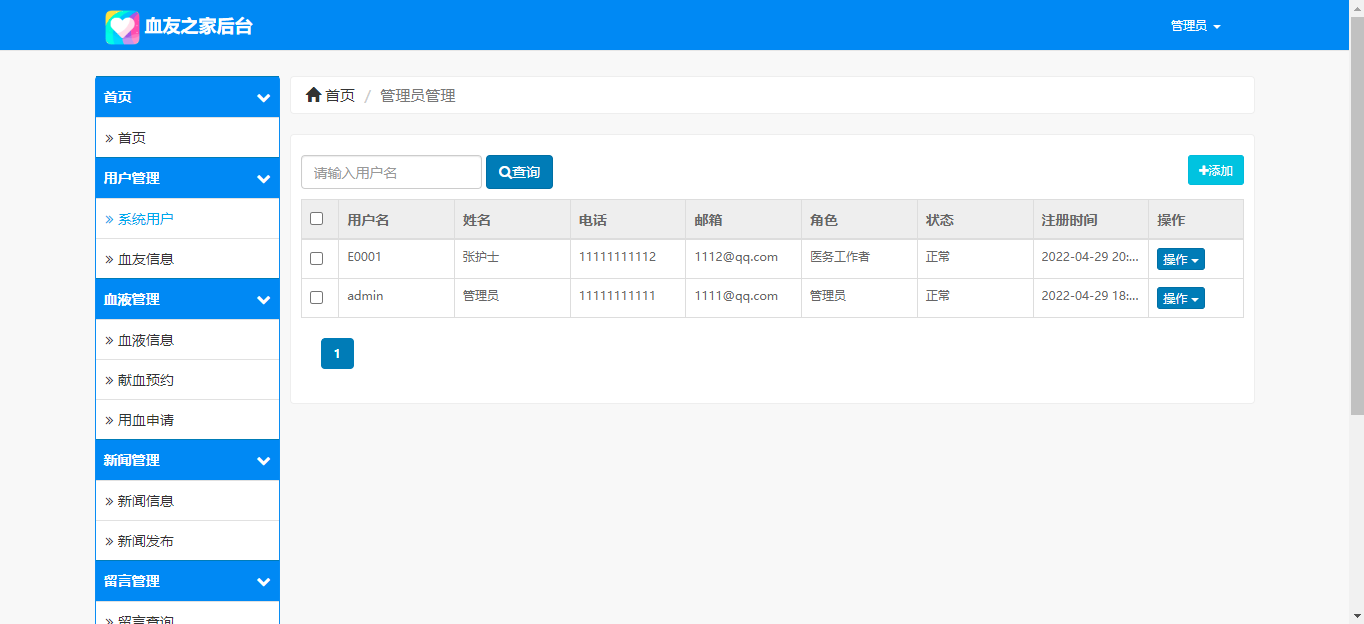 血友之家后台
管理员
首页
» 首页
用户管理
» 系统用户
» 血友信息
血液管理
» 血液信息
» 献血预约
» 用血申请
新闻管理
» 新闻信息
» 新闻发布
留言管理
» 留言查询
首页 / 管理员管理
请输入用户名 查询 添加
用户名 姓名 电话 邮箱 角色 状态 注册时间 操作
E0001 张护士 11111111112 1112@qq.com 医务工作者 正常 2022-04-29 20:... 操作
admin 管理员 11111111111 1111@qq.com 管理员 正常 2022-04-29 18:... 操作
1